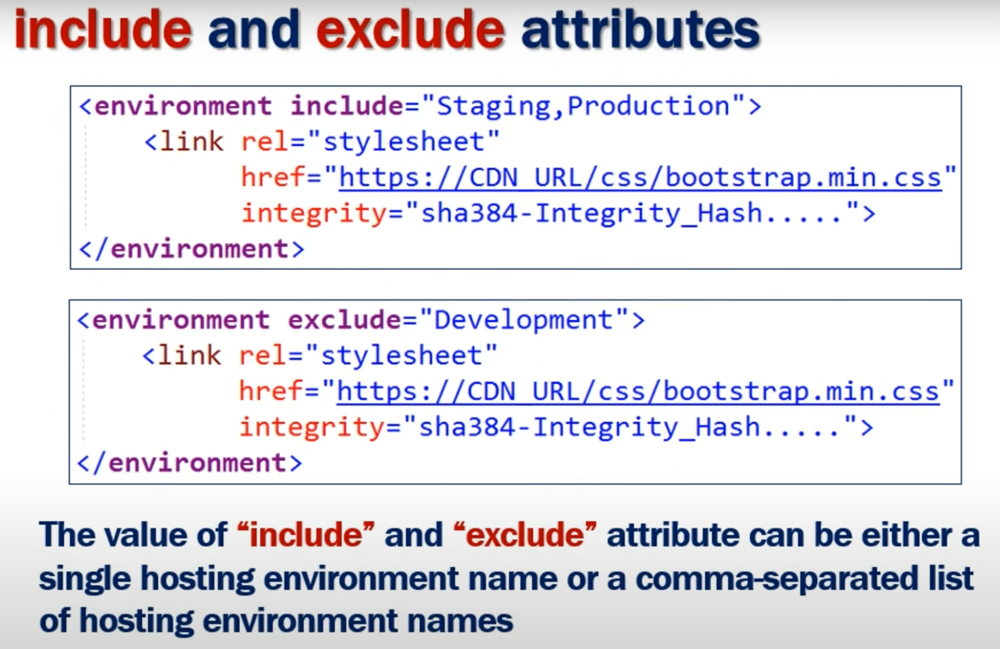 include and exclude attributes
<environment include="Staging,Production">
<link rel="stylesheet"
href="https://CDN_URL/css/bootstrap.min.css"
integrity="sha384-Integrity_Hash.....">
</environment>
<environment exclude="Development">
<link rel="stylesheet"
href="https://CDN_URL/css/bootstrap.min.css"
integrity="sha384-Integrity_Hash.....">
</environment>
The value of “include” and “exclude” attribute can be either a
single hosting environment name or a comma-separated list
of hosting environment names